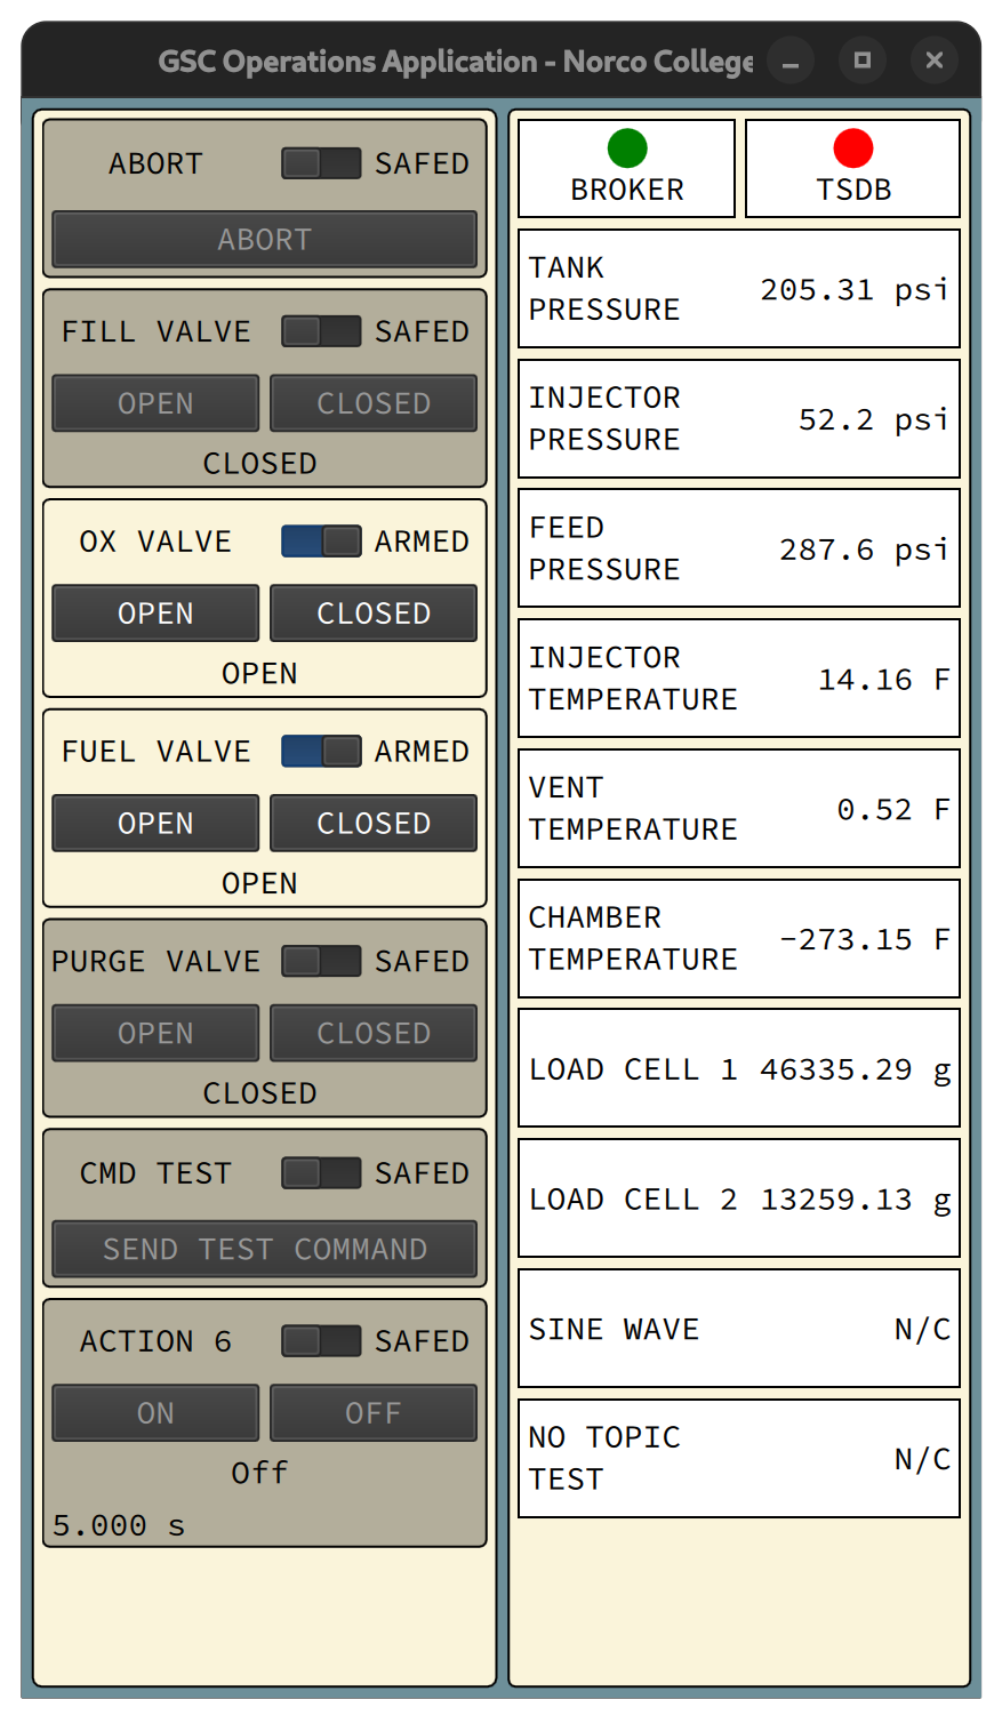 GSC Operations Application - Norco College
ABORT SAFED
ABORT
FILL VALVE SAFED
OPEN CLOSED
CLOSED
OX VALVE ARMED
OPEN CLOSED
OPEN
FUEL VALVE ARMED
OPEN CLOSED
OPEN
PURGE VALVE SAFED
OPEN CLOSED
CLOSED
CMD TEST SAFED
SEND TEST COMMAND
ACTION 6 SAFED
ON OFF
Off
5.000 s
BROKER TSDB
TANK
PRESSURE
205.31 psi
INJECTOR
PRESSURE
52.2 psi
FEED
PRESSURE
287.6 psi
INJECTOR
TEMPERATURE
14.16 F
VENT
TEMPERATURE
0.52 F
CHAMBER
TEMPERATURE
-273.15 F
LOAD CELL 1 46335.29 g
LOAD CELL 2 13259.13 g
SINE WAVE N/C
NO TOPIC
TEST
N/C